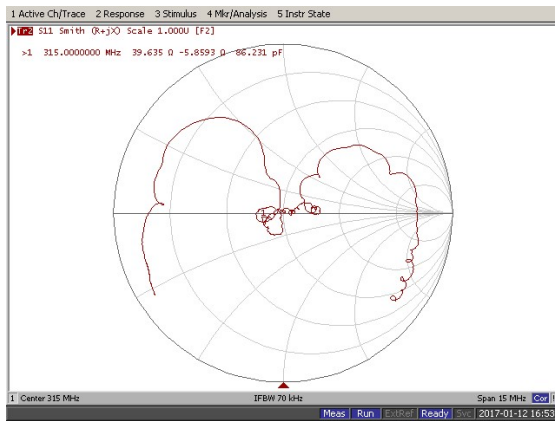 1 Active Ch/Trace 2 Response 3 Stimulus 4 Mkr/Analysis 5 Instr State
Tr2 S11 Smith (R+jX) Scale 1.000U [F2]
>1 315.0000000 MHz 39.635 Ω -5.8593 Ω 86.231 pF
1 Center 315 MHz IFBW 70 kHz Span 15 MHz Cor !
Meas Run ExtRef Ready Svc 2017-01-12 16:53